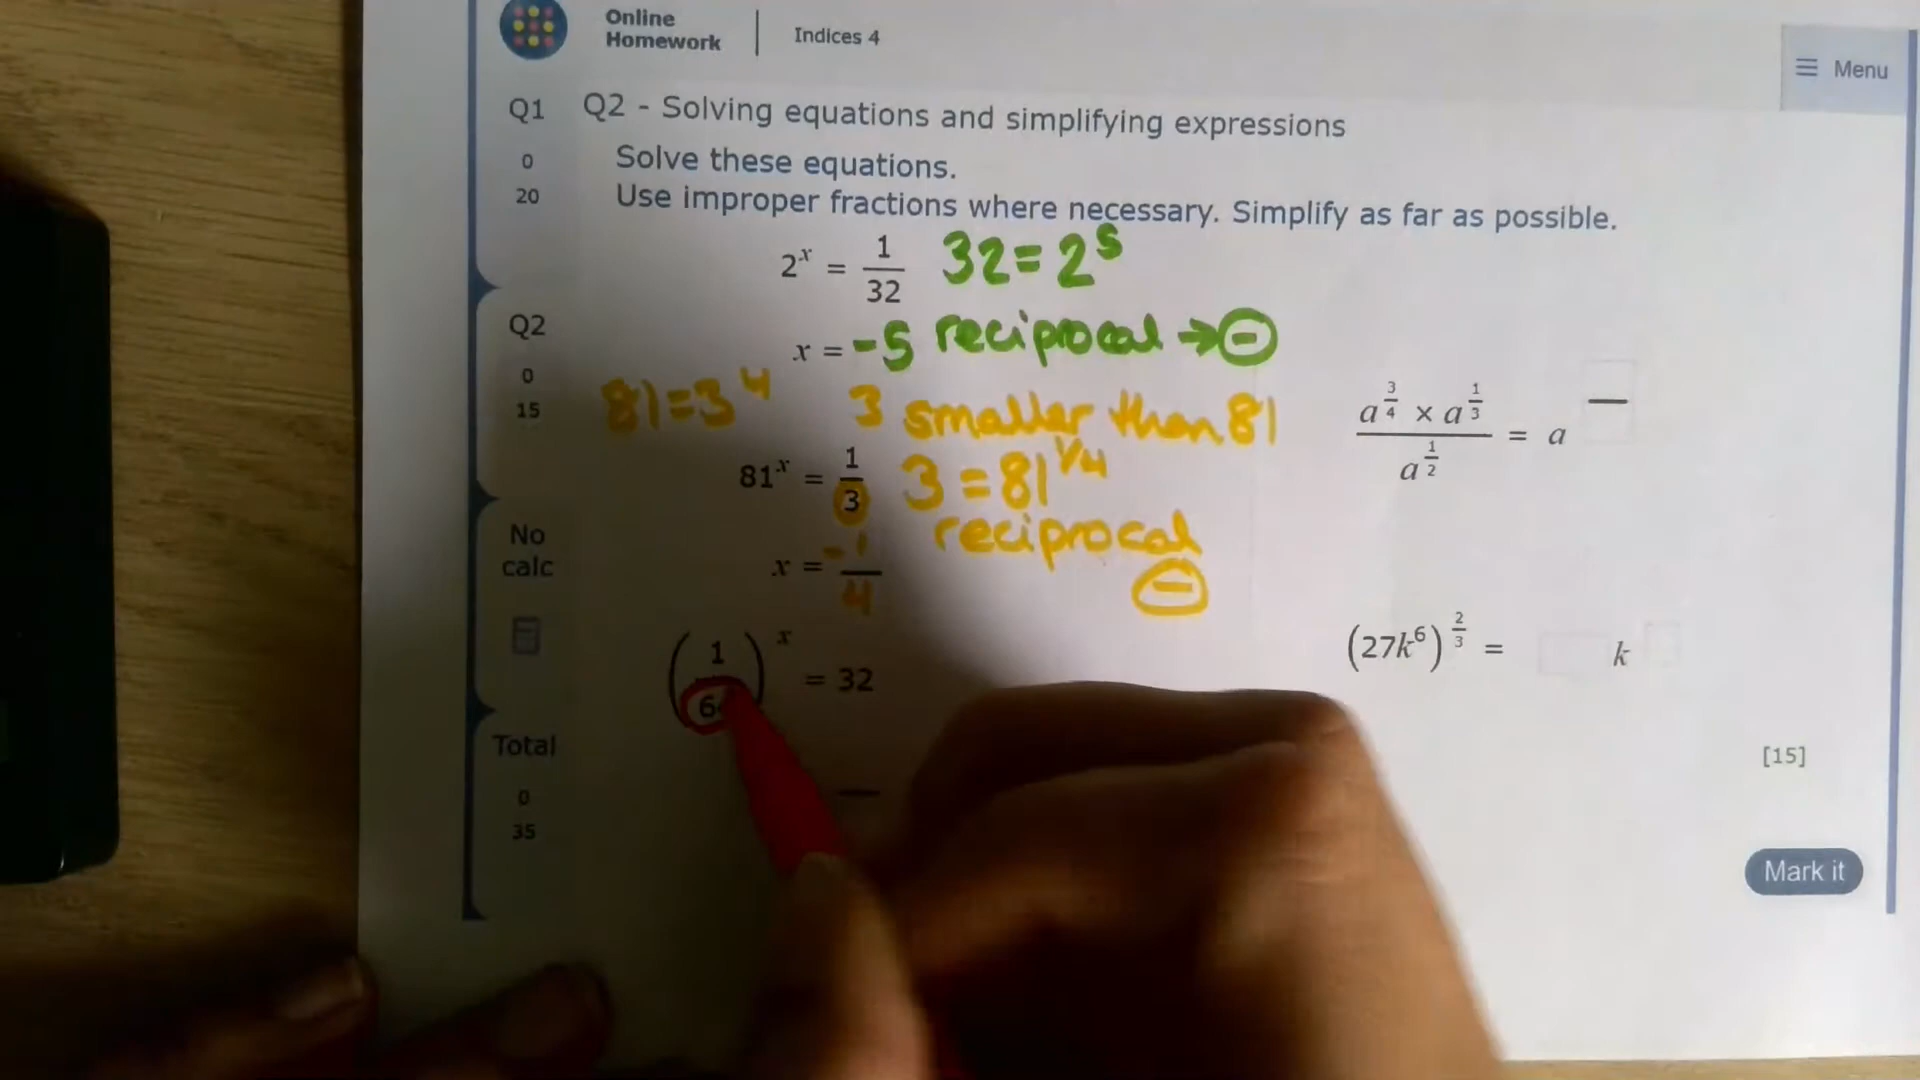 Online
Homework
Indices 4
≡ Menu
Q1
0
20
Q2
0
15
No
calc
Total
0
35
Q2 - Solving equations and simplifying expressions
Solve these equations.
Use improper fractions where necessary. Simplify as far as possible.
2^x = 1/32 32=2^5
x = -5 reciprocal → -
81=3^4 3 smaller than 81
81^x = 1/3 3=81^1/4
reciprocal
x = -1/4 -
(1/6)^x = 32
a^(3/4) × a^(1/3) / a^(1/2) = a —
(27k^6)^(2/3) = k
[15]
Mark it